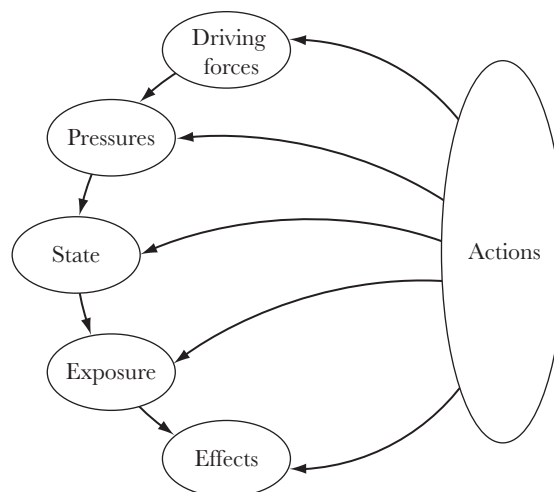 Driving
forces
Pressures
State
Actions
Exposure
Effects